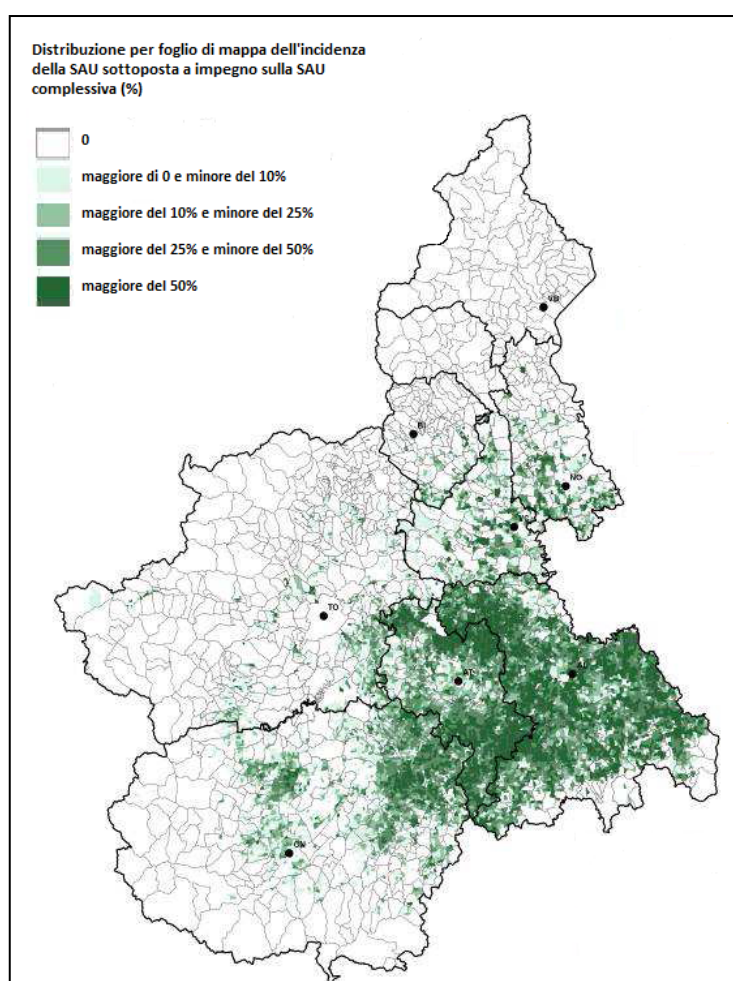 Distribuzione per foglio di mappa dell'incidenza
della SAU sottoposta a impegno sulla SAU
complessiva (%)
0
maggiore di 0 e minore del 10%
maggiore del 10% e minore del 25%
maggiore del 25% e minore del 50%
maggiore del 50%
VB
BI
NO
TO
AT
CN